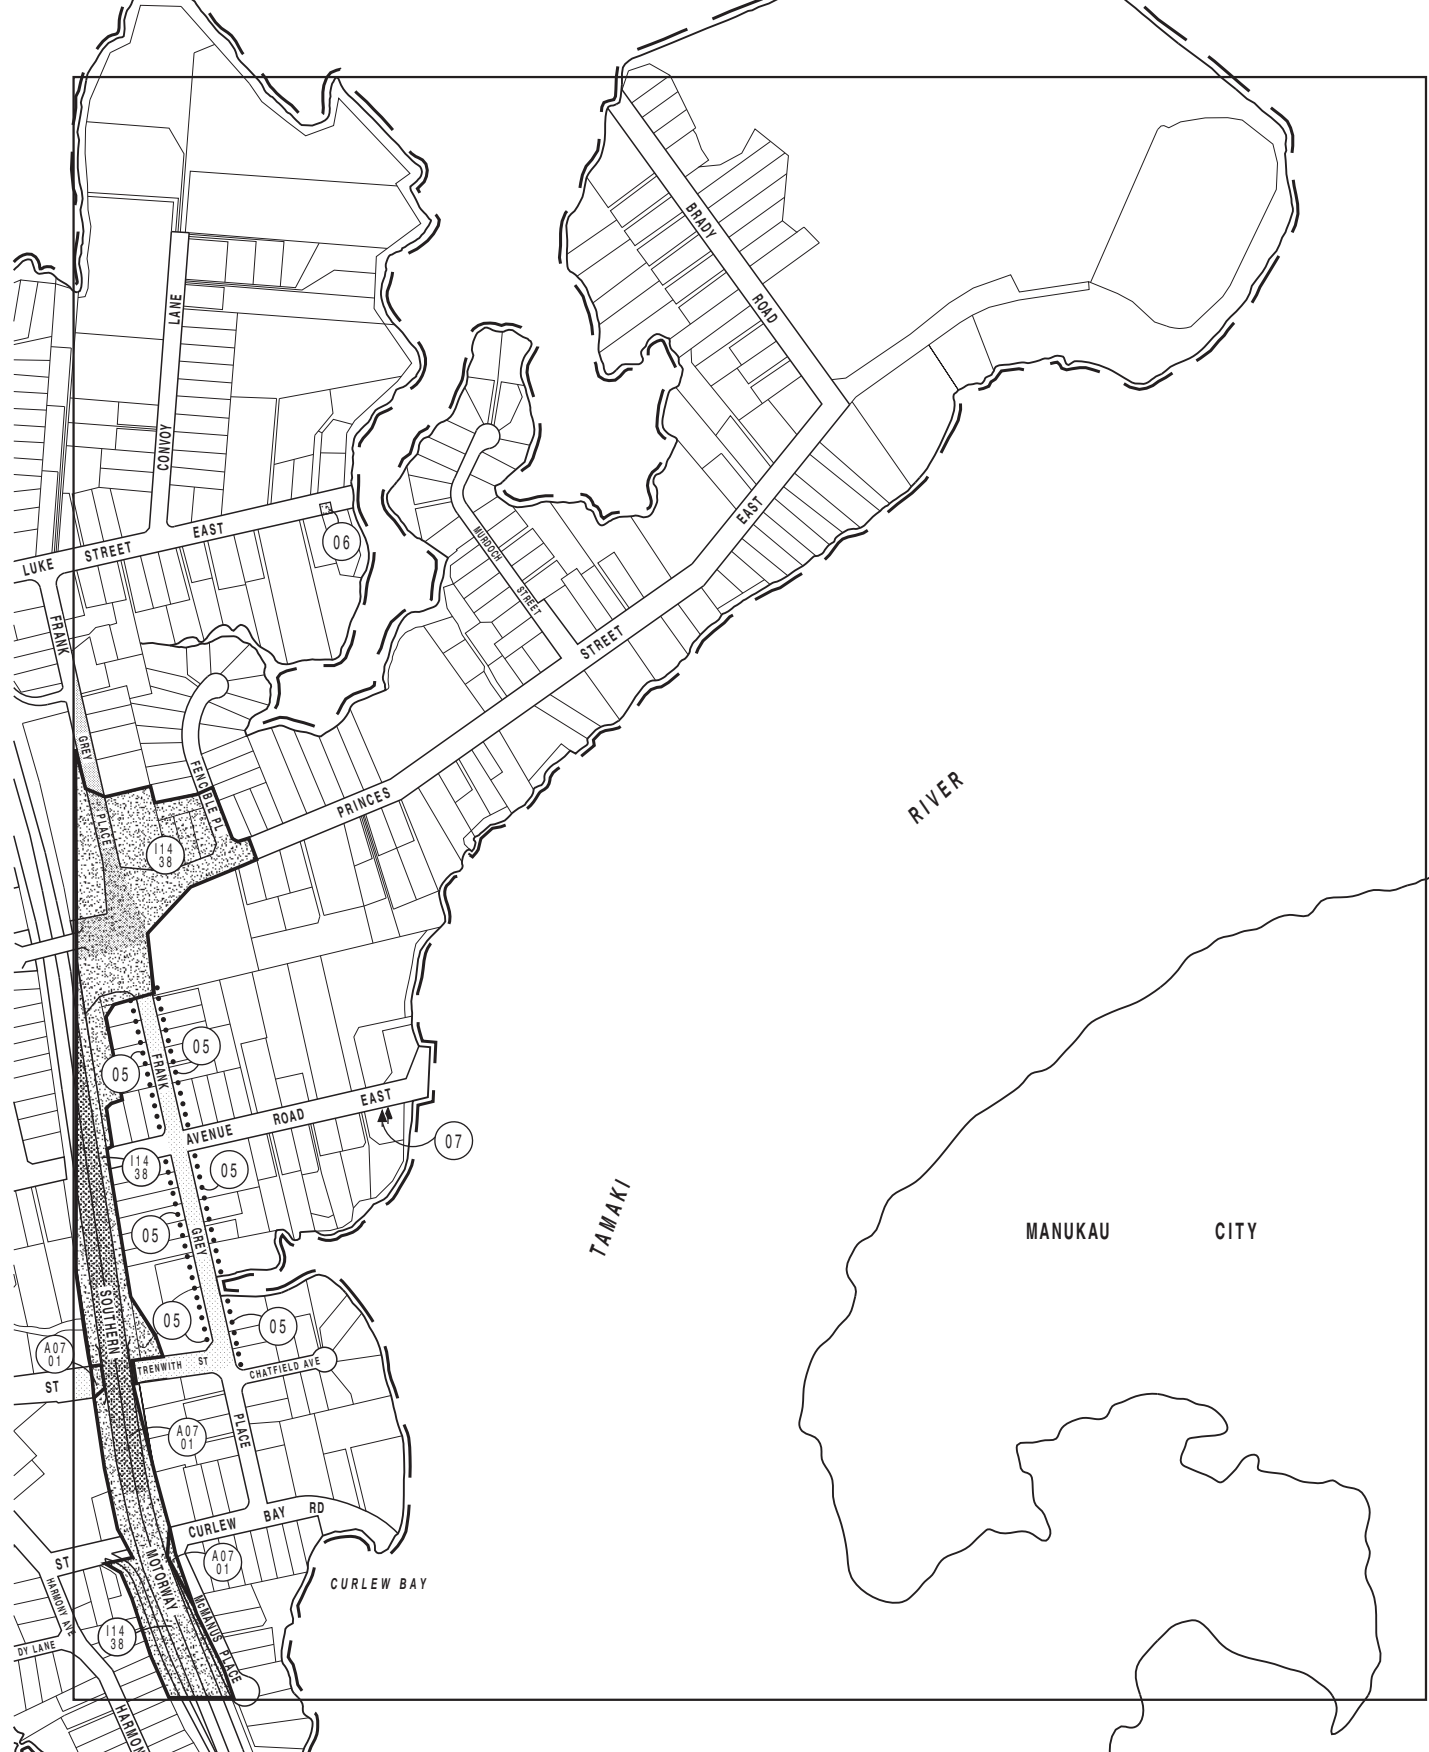 BRADY
ROAD
LANE
CONVOY
EAST
EAST
STREET
LUKE
06
MURDOCH
STREET
FRANK
STREET
GREY
FENCIBLE PL
PRINCES
PLACE
I14
38
RIVER
05
05
FRANK
EAST
ROAD
AVENUE
07
I14
38
05
TAMAKI
05
GREY
MANUKAU CITY
SOUTHERN
05
05
A07
01
TRENWITH ST
CHATFIELD AVE
ST
PLACE
A07
01
CURLEW BAY RD
ST
MOTORWAY
A07
01
CURLEW BAY
HARMONY AVE
McMANUS PLACE
I14
38
DY LANE
HARMON